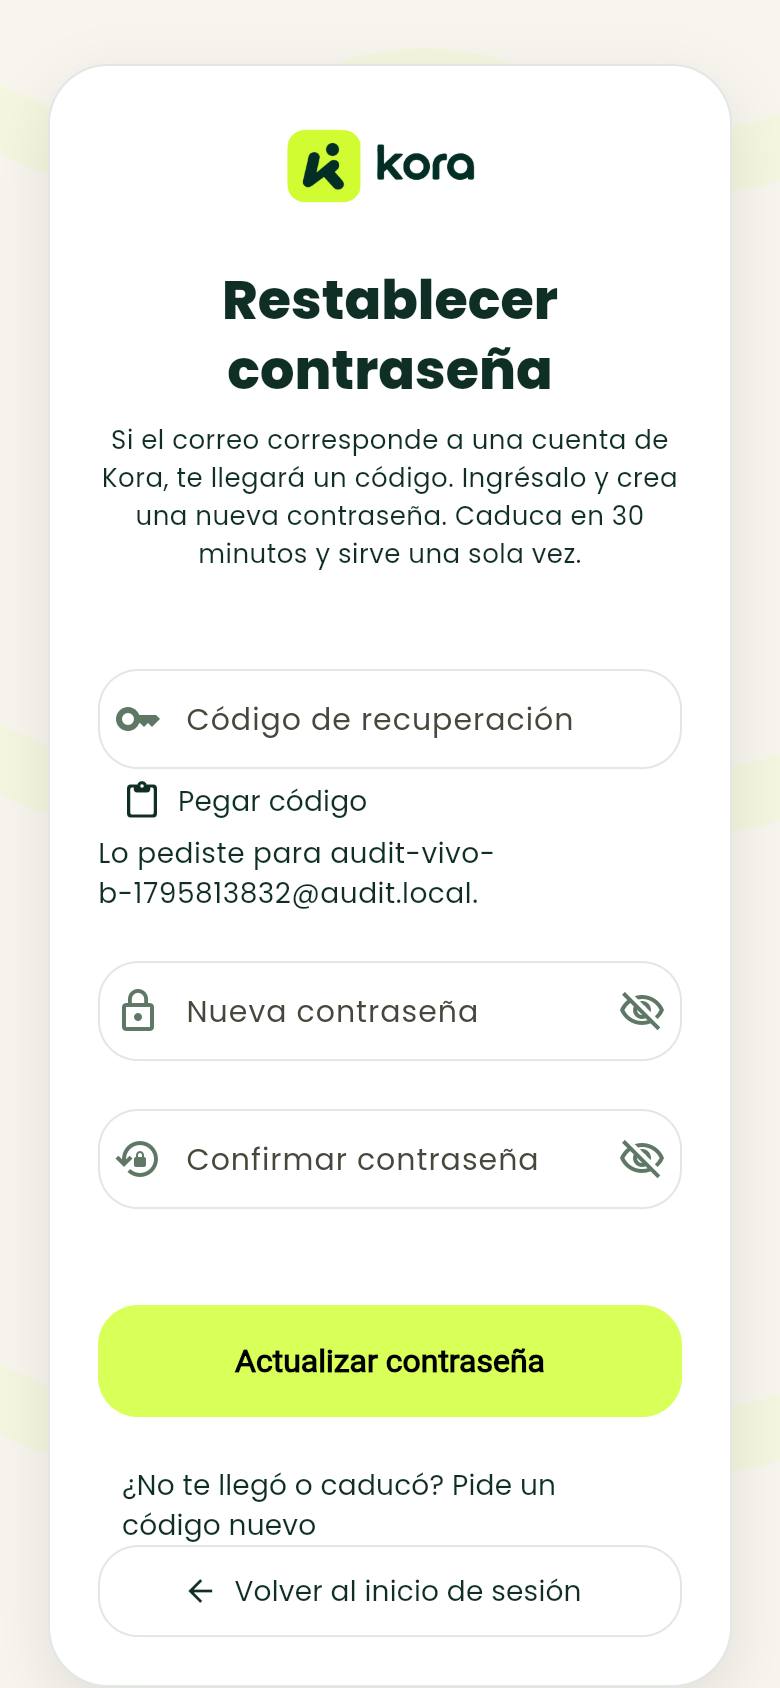 kora
Restablecer
contraseña
Si el correo corresponde a una cuenta de
Kora, te llegará un código. Ingrésalo y crea
una nueva contraseña. Caduca en 30
minutos y sirve una sola vez.
Código de recuperación
Pegar código
Lo pediste para audit-vivo-
b-1795813832@audit.local.
Nueva contraseña
Confirmar contraseña
Actualizar contraseña
¿No te llegó o caducó? Pide un
código nuevo
Volver al inicio de sesión